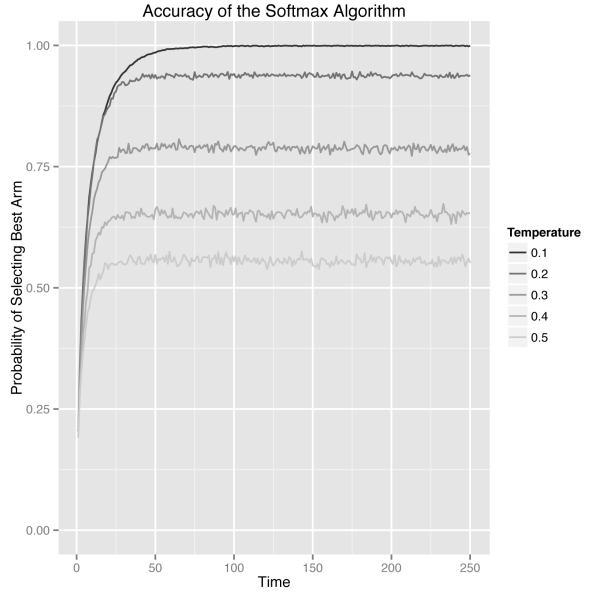 Accuracy of the Softmax Algorithm
Probability of Selecting Best Arm
1.00
0.75
0.50
0.25
0.00
0 50 100 150 200 250
Time
Temperature
0.1
0.2
0.3
0.4
0.5